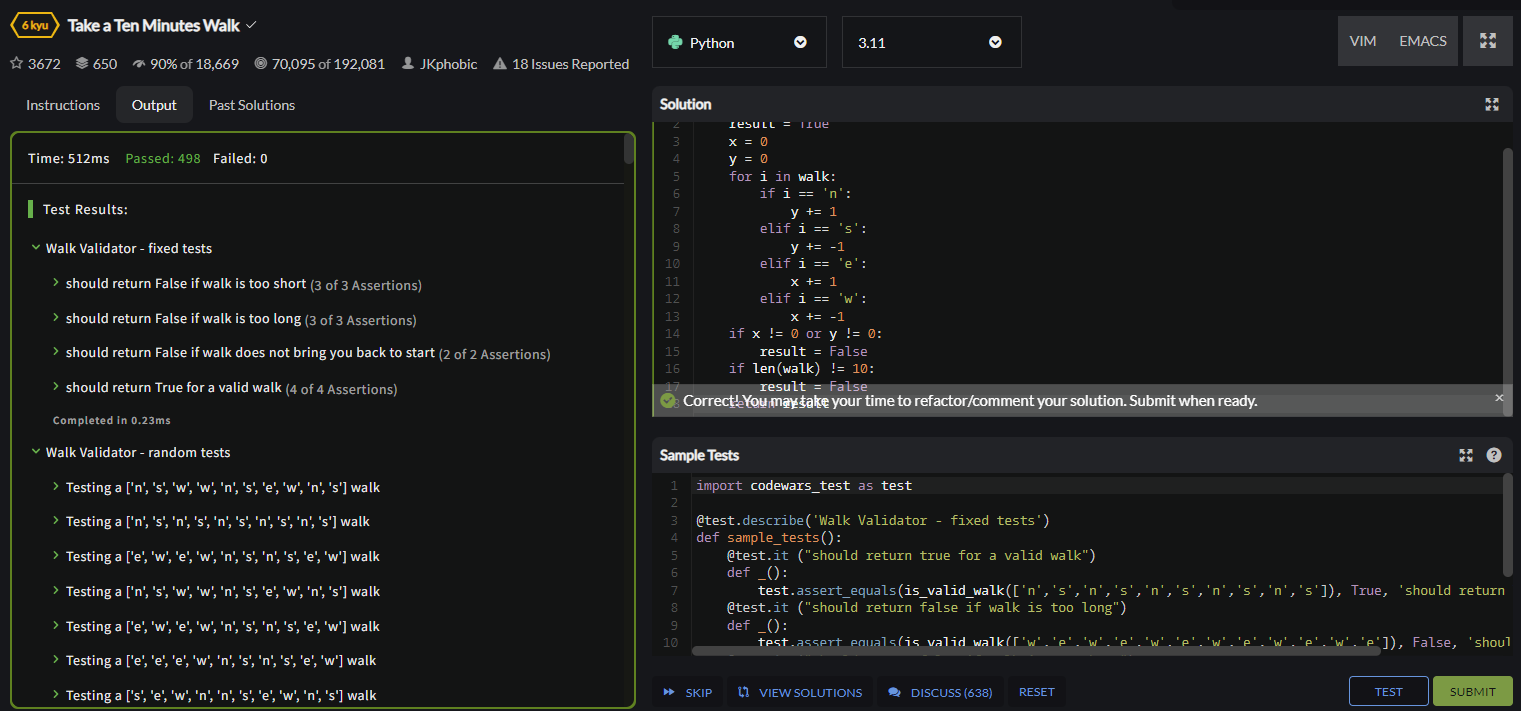 6 kyu Take a Ten Minutes Walk
3672 650 90% of 18,669 70,095 of 192,081 JKphobic 18 Issues Reported
Instructions Output Past Solutions
Time: 512ms Passed: 498 Failed: 0
Test Results:
Walk Validator - fixed tests
should return False if walk is too short (3 of 3 Assertions)
should return False if walk is too long (3 of 3 Assertions)
should return False if walk does not bring you back to start (2 of 2 Assertions)
should return True for a valid walk (4 of 4 Assertions)
Completed in 0.23ms
Walk Validator - random tests
Testing a ['n', 's', 'w', 'w', 'n', 's', 'e', 'w', 'n', 's'] walk
Testing a ['n', 's', 'n', 's', 'n', 's', 'n', 's', 'n', 's'] walk
Testing a ['e', 'w', 'e', 'w', 'n', 's', 'n', 's', 'e', 'w'] walk
Testing a ['n', 's', 'w', 'w', 'n', 's', 'e', 'w', 'n', 's'] walk
Testing a ['e', 'w', 'e', 'w', 'n', 's', 'n', 's', 'e', 'w'] walk
Testing a ['e', 'e', 'e', 'w', 'n', 's', 'n', 's', 'e', 'w'] walk
Testing a ['s', 'e', 'w', 'n', 'n', 's', 'e', 'w', 'n', 's'] walk
Python 3.11 VIM EMACS
Solution
2 result = True
3 x = 0
4 y = 0
5 for i in walk:
6 if i == 'n':
7 y += 1
8 elif i == 's':
9 y += -1
10 elif i == 'e':
11 x += 1
12 elif i == 'w':
13 x += -1
14 if x != 0 or y != 0:
15 result = False
16 if len(walk) != 10:
17 result = False
18 return result
Correct! You may take your time to refactor/comment your solution. Submit when ready.
Sample Tests
1 import codewars_test as test
2
3 @test.describe('Walk Validator - fixed tests')
4 def sample_tests():
5 @test.it ("should return true for a valid walk")
6 def _():
7 test.assert_equals(is_valid_walk(['n','s','n','s','n','s','n','s','n','s']), True, 'should return
8 @test.it ("should return false if walk is too long")
9 def _():
10 test.assert_equals(is_valid_walk(['w','e','w','e','w','e','w','e','w','e','w','e']), False, 'shoul
SKIP VIEW SOLUTIONS DISCUSS (638) RESET TEST SUBMIT